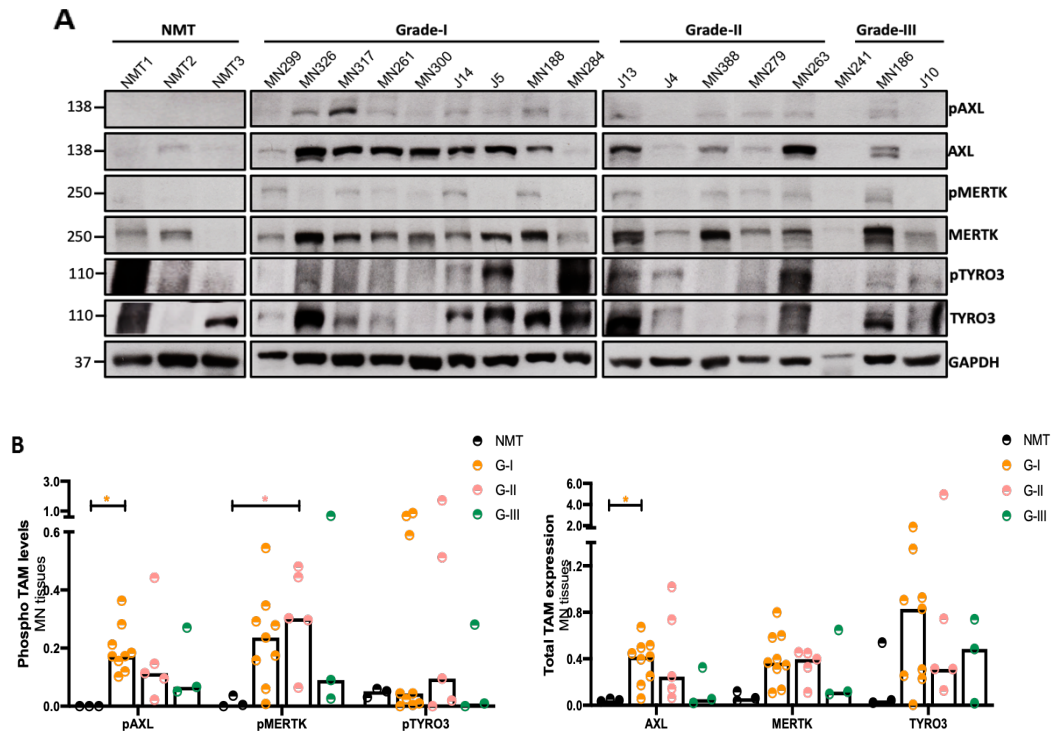 A
NMT Grade-I Grade-II Grade-III
NMT1 NMT2 NMT3 MN299 MN326 MN317 MN261 MN300 J14 J5 MN188 MN284 J13 J4 MN388 MN279 MN263 MN241 MN186 J10
138 pAXL
138 AXL
250 pMERTK
250 MERTK
110 pTYRO3
110 TYRO3
37 GAPDH
B
NMT
G-I
G-II
G-III
Phospho TAM levels
MN tissues
3.0
1.0
0.6
0.4
0.2
0.0
*
*
pAXL pMERTK pTYRO3
NMT
G-I
G-II
G-III
Total TAM expression
MN tissues
6.0
4.0
2.0
1.2
0.8
0.4
0.0
*
AXL MERTK TYRO3